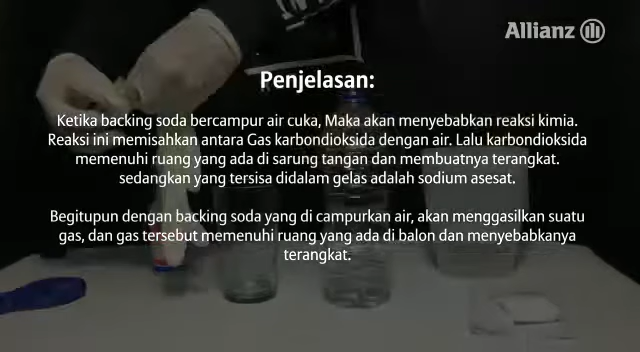 Allianz
Penjelasan:
Ketika backing soda bercampur air cuka, Maka akan menyebabkan reaksi kimia.
Reaksi ini memisahkan antara Gas karbondioksida dengan air. Lalu karbondioksida
memenuhi ruang yang ada di sarung tangan dan membuatnya terangkat.
sedangkan yang tersisa didalam gelas adalah sodium asesat.
Begitupun dengan backing soda yang di campurkan air, akan menggasilkan suatu
gas, dan gas tersebut memenuhi ruang yang ada di balon dan menyebabkanya
terangkat.